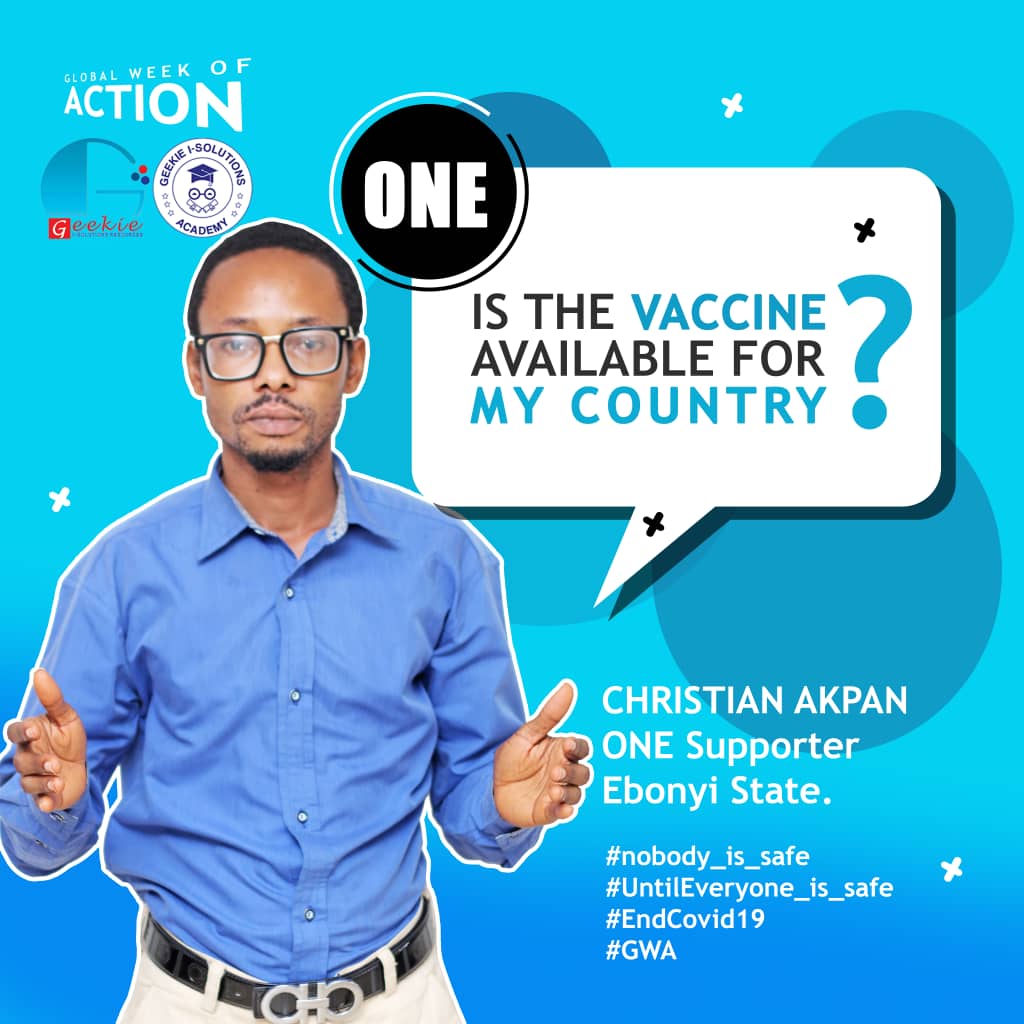 GLOBAL WEEK OF
ACTION
Geekie
GEEKIE I-SOLUTIONS
ACADEMY
ONE
IS THE VACCINE
AVAILABLE FOR
MY COUNTRY?
CHRISTIAN AKPAN
ONE Supporter
Ebonyi State.
#nobody_is_safe
#UntilEveryone_is_safe
#EndCovid19
#GWA